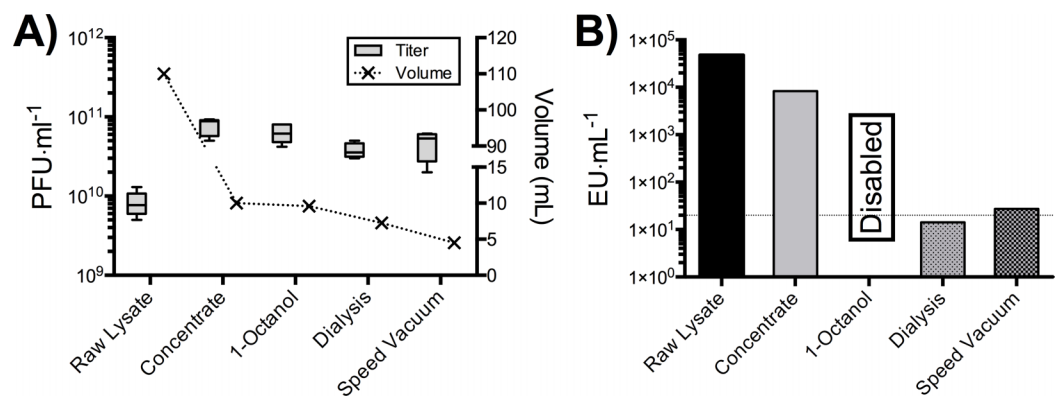 A)
PFU·ml-1
10^12
10^11
10^10
10^9
Titer
Volume
120
110
100
90
15
10
5
0
Volume (mL)
Raw Lysate
Concentrate
1-Octanol
Dialysis
Speed Vacuum
B)
EU·mL-1
1×10^5
1×10^4
1×10^3
1×10^2
1×10^1
1×10^0
Disabled
Raw Lysate
Concentrate
1-Octanol
Dialysis
Speed Vacuum